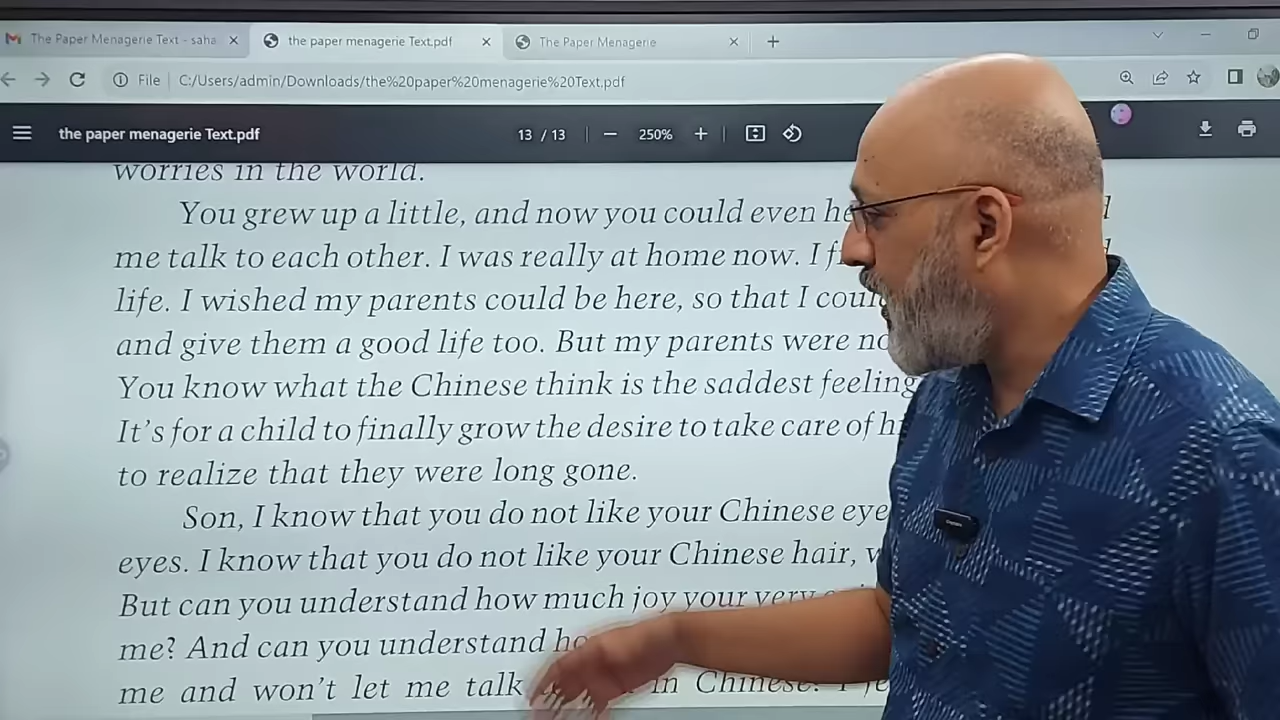 The Paper Menagerie Text - saha
the paper menagerie Text.pdf
The Paper Menagerie
File
C:/Users/admin/Downloads/the%20paper%20menagerie%20Text.pdf
the paper menagerie Text.pdf
13 / 13
250%
worries in the world.
You grew up a little, and now you could even
me talk to each other. I was really at home now. I
life. I wished my parents could be here, so that I
and give them a good life too. But my parents were
You know what the Chinese think is the saddest feeling
It's for a child to finally grow the desire to take care of
to realize that they were long gone.
Son, I know that you do not like your Chinese
eyes. I know that you do not like your Chinese hair,
But can you understand how much joy your very
me? And can you understand
me and won't let me talk in Chinese? I